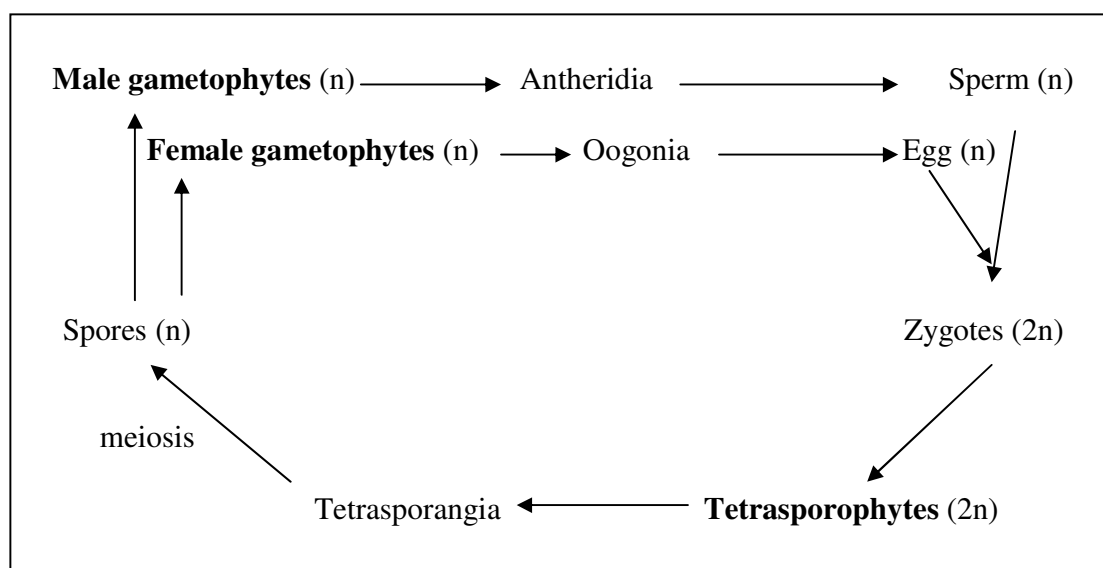 Male gametophytes (n) Antheridia Sperm (n)
Female gametophytes (n) Oogonia Egg (n)
Spores (n) Zygotes (2n)
meiosis
Tetrasporangia Tetrasporophytes (2n)